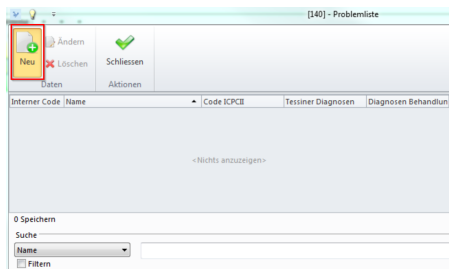 [140] - Problemliste
Neu
Ändern
Löschen
Schliessen
Daten
Aktionen
Interner Code Name Code ICPCII Tessiner Diagnosen Diagnosen Behandlun
<Nichts anzuzeigen>
0 Speichern
Suche
Name
Filtern